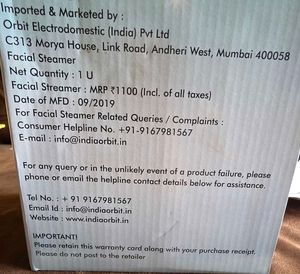 Imported & Marketed by :
Orbit Electrodomestic (India) Pvt Ltd
C313 Morya House, Link Road, Andheri West, Mumbai 400058
Facial Steamer
Net Quantity : 1 U
Facial Streamer : MRP ₹1100 (Incl. of all taxes)
Date of MFD : 09/2019
For Facial Steamer Related Queries / Complaints :
Consumer Helpline No. +91-9167981567
E-mail : info@indiaorbit.in
For any query or in the unlikely event of a product failure, please
phone or email the helpline contact details below for assistance.
Tel No. : + 91 9167981567
Email Id : info@indiaorbit.in
Website : www.indiaorbit.in
IMPORTANT!
Please retain this warranty card along with your purchase receipt.
Please do not post to the retailer